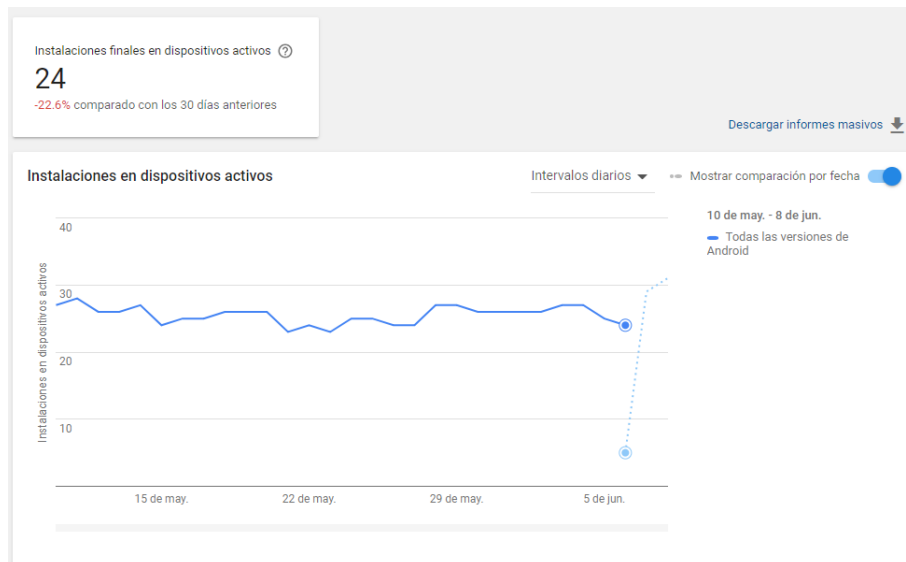 Instalaciones finales en dispositivos activos
24
-22.6% comparado con los 30 días anteriores
Descargar informes masivos
Instalaciones en dispositivos activos
Intervalos diarios
Mostrar comparación por fecha
10 de may. - 8 de jun.
Todas las versiones de
Android
Instalaciones en dispositivos activos
40
30
20
10
15 de may.
22 de may.
29 de may.
5 de jun.